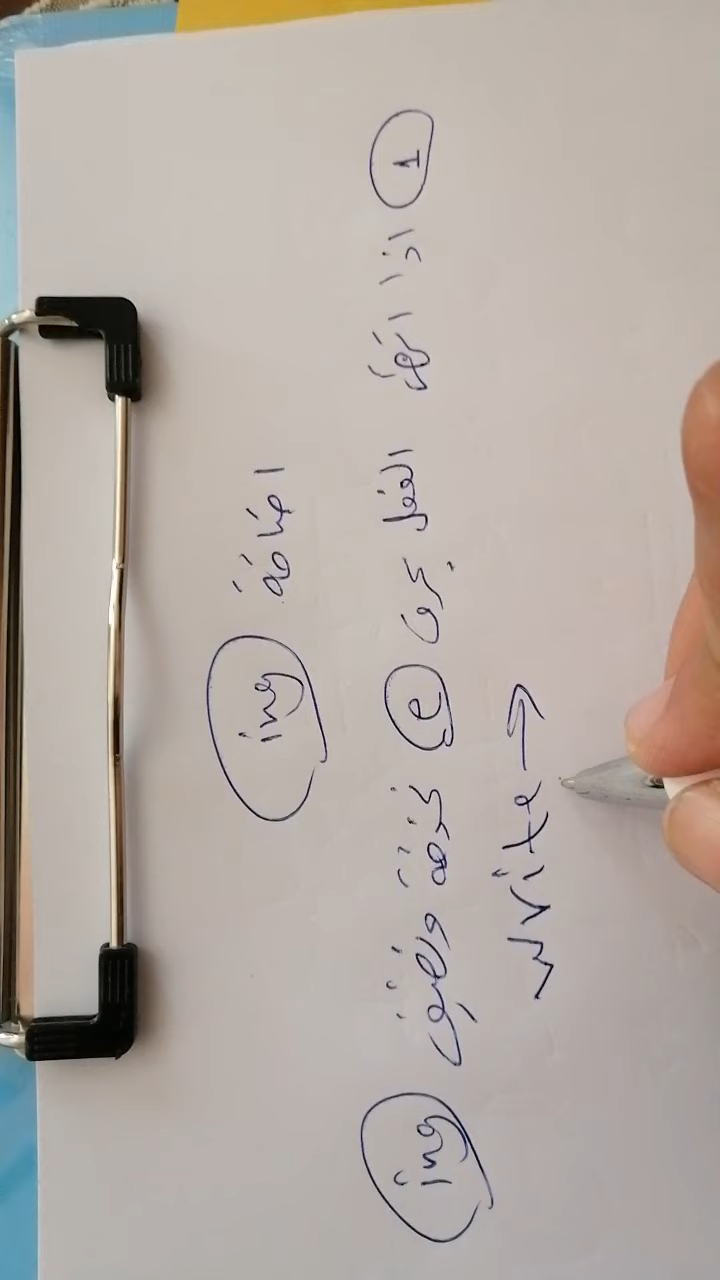 اضافة ing
1 اذا انتهى الفعل بحرف e نحذفه ونضيف ing
write →